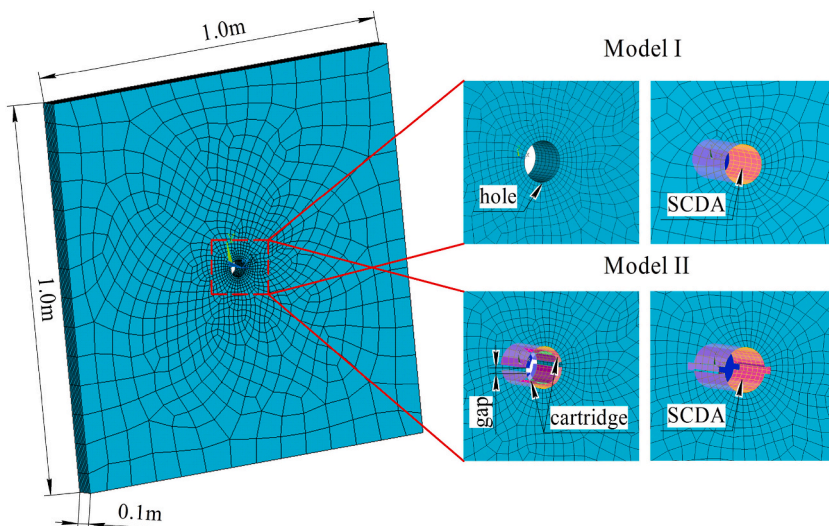 1.0m
Model I
hole
SCDA
Model II
1.0m
gap
cartridge
SCDA
0.1m